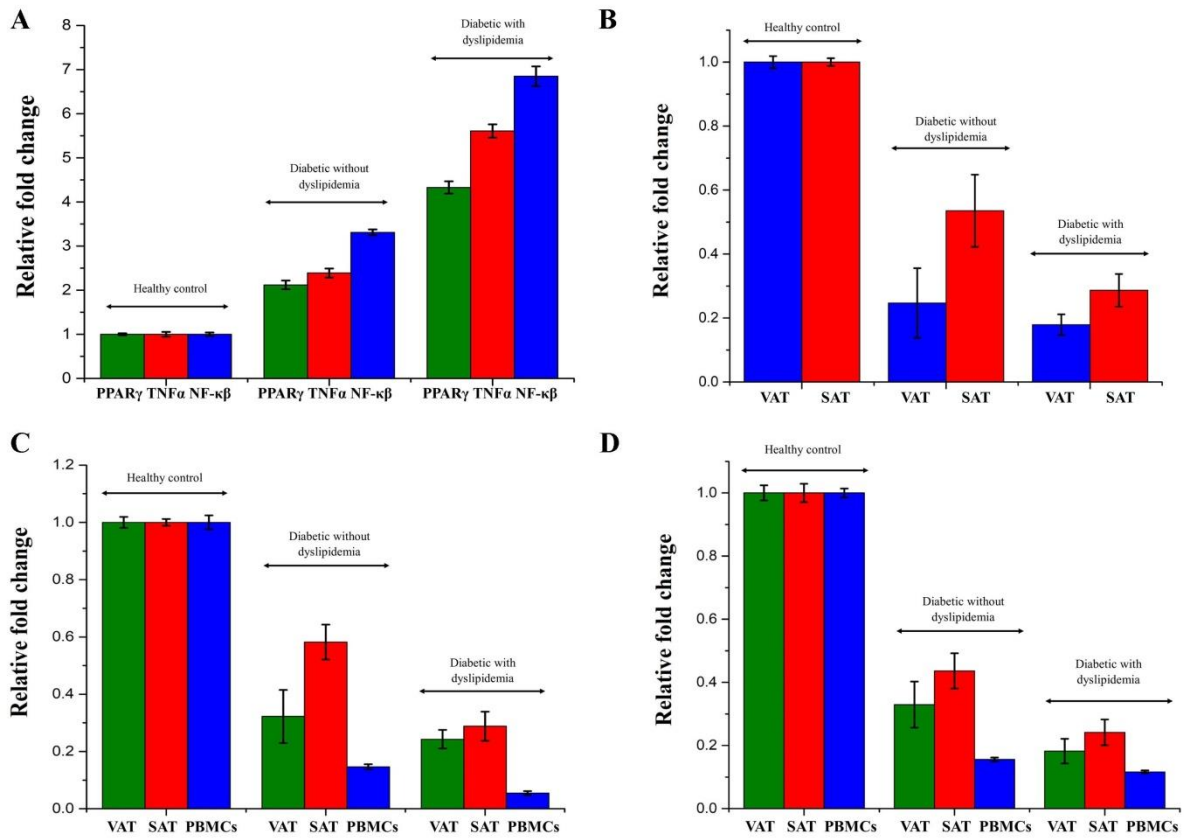 A
Relative fold change
8
7
6
5
4
3
2
1
0
Diabetic with
dyslipidemia
Diabetic without
dyslipidemia
Healthy control
PPARγ TNFα NF-κβ PPARγ TNFα NF-κβ PPARγ TNFα NF-κβ
B
Relative fold change
1.0
0.8
0.6
0.4
0.2
0.0
Healthy control
Diabetic without
dyslipidemia
Diabetic with
dyslipidemia
VAT SAT VAT SAT VAT SAT
C
Relative fold change
1.2
1.0
0.8
0.6
0.4
0.2
0.0
Healthy control
Diabetic without
dyslipidemia
Diabetic with
dyslipidemia
VAT SAT PBMCs VAT SAT PBMCs VAT SAT PBMCs
D
Relative fold change
1.0
0.8
0.6
0.4
0.2
0.0
Healthy control
Diabetic without
dyslipidemia
Diabetic with
dyslipidemia
VAT SAT PBMCs VAT SAT PBMCs VAT SAT PBMCs